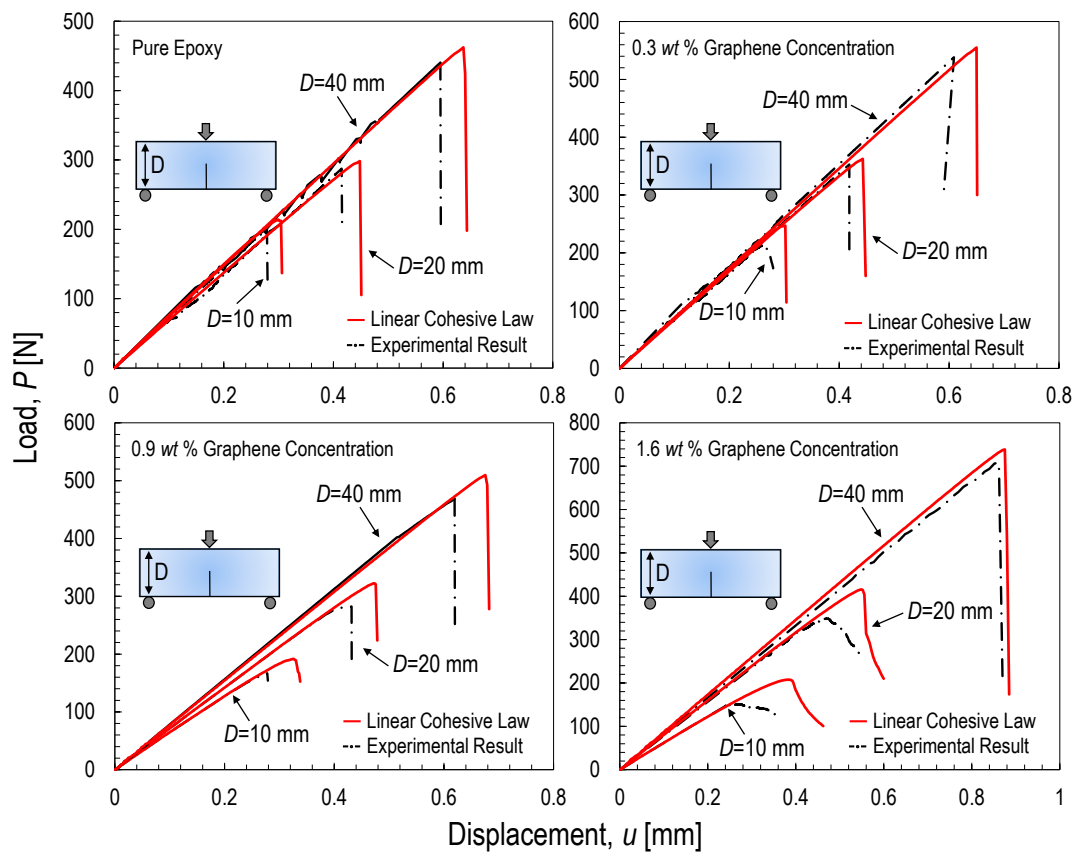 Load, P [N]
500
400
300
200
100
0
0 0.2 0.4 0.6 0.8
Pure Epoxy
D=40 mm
D
D=20 mm
D=10 mm
Linear Cohesive Law
Experimental Result
600
500
400
300
200
100
0
0 0.2 0.4 0.6 0.8
0.3 wt % Graphene Concentration
D=40 mm
D
D=20 mm
D=10 mm
Linear Cohesive Law
Experimental Result
600
500
400
300
200
100
0
0 0.2 0.4 0.6 0.8
0.9 wt % Graphene Concentration
D=40 mm
D
D=20 mm
D=10 mm
Linear Cohesive Law
Experimental Result
800
700
600
500
400
300
200
100
0
0 0.2 0.4 0.6 0.8 1
1.6 wt % Graphene Concentration
D=40 mm
D
D=20 mm
D=10 mm
Linear Cohesive Law
Experimental Result
Displacement, u [mm]